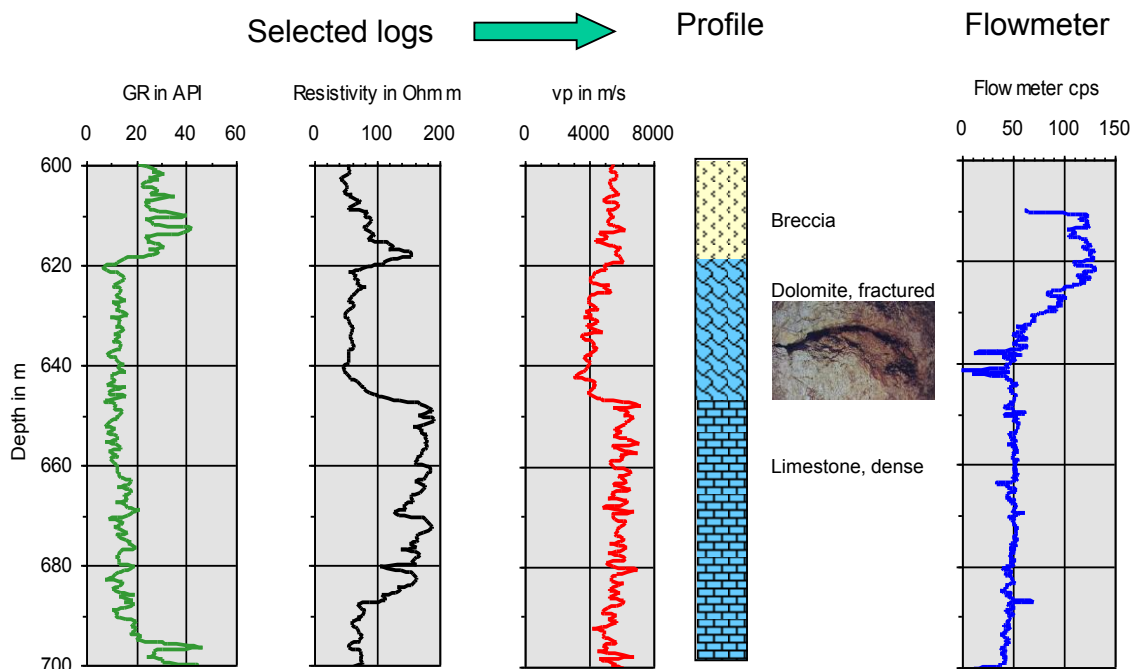 Selected logs
Profile
Flowmeter
GR in API
Resistivity in Ohm m
vp in m/s
Flow meter cps
0 20 40 60
0 100 200
0 4000 8000
0 50 100 150
600
620
640
660
680
700
Depth in m
Breccia
Dolomite, fractured
Limestone, dense